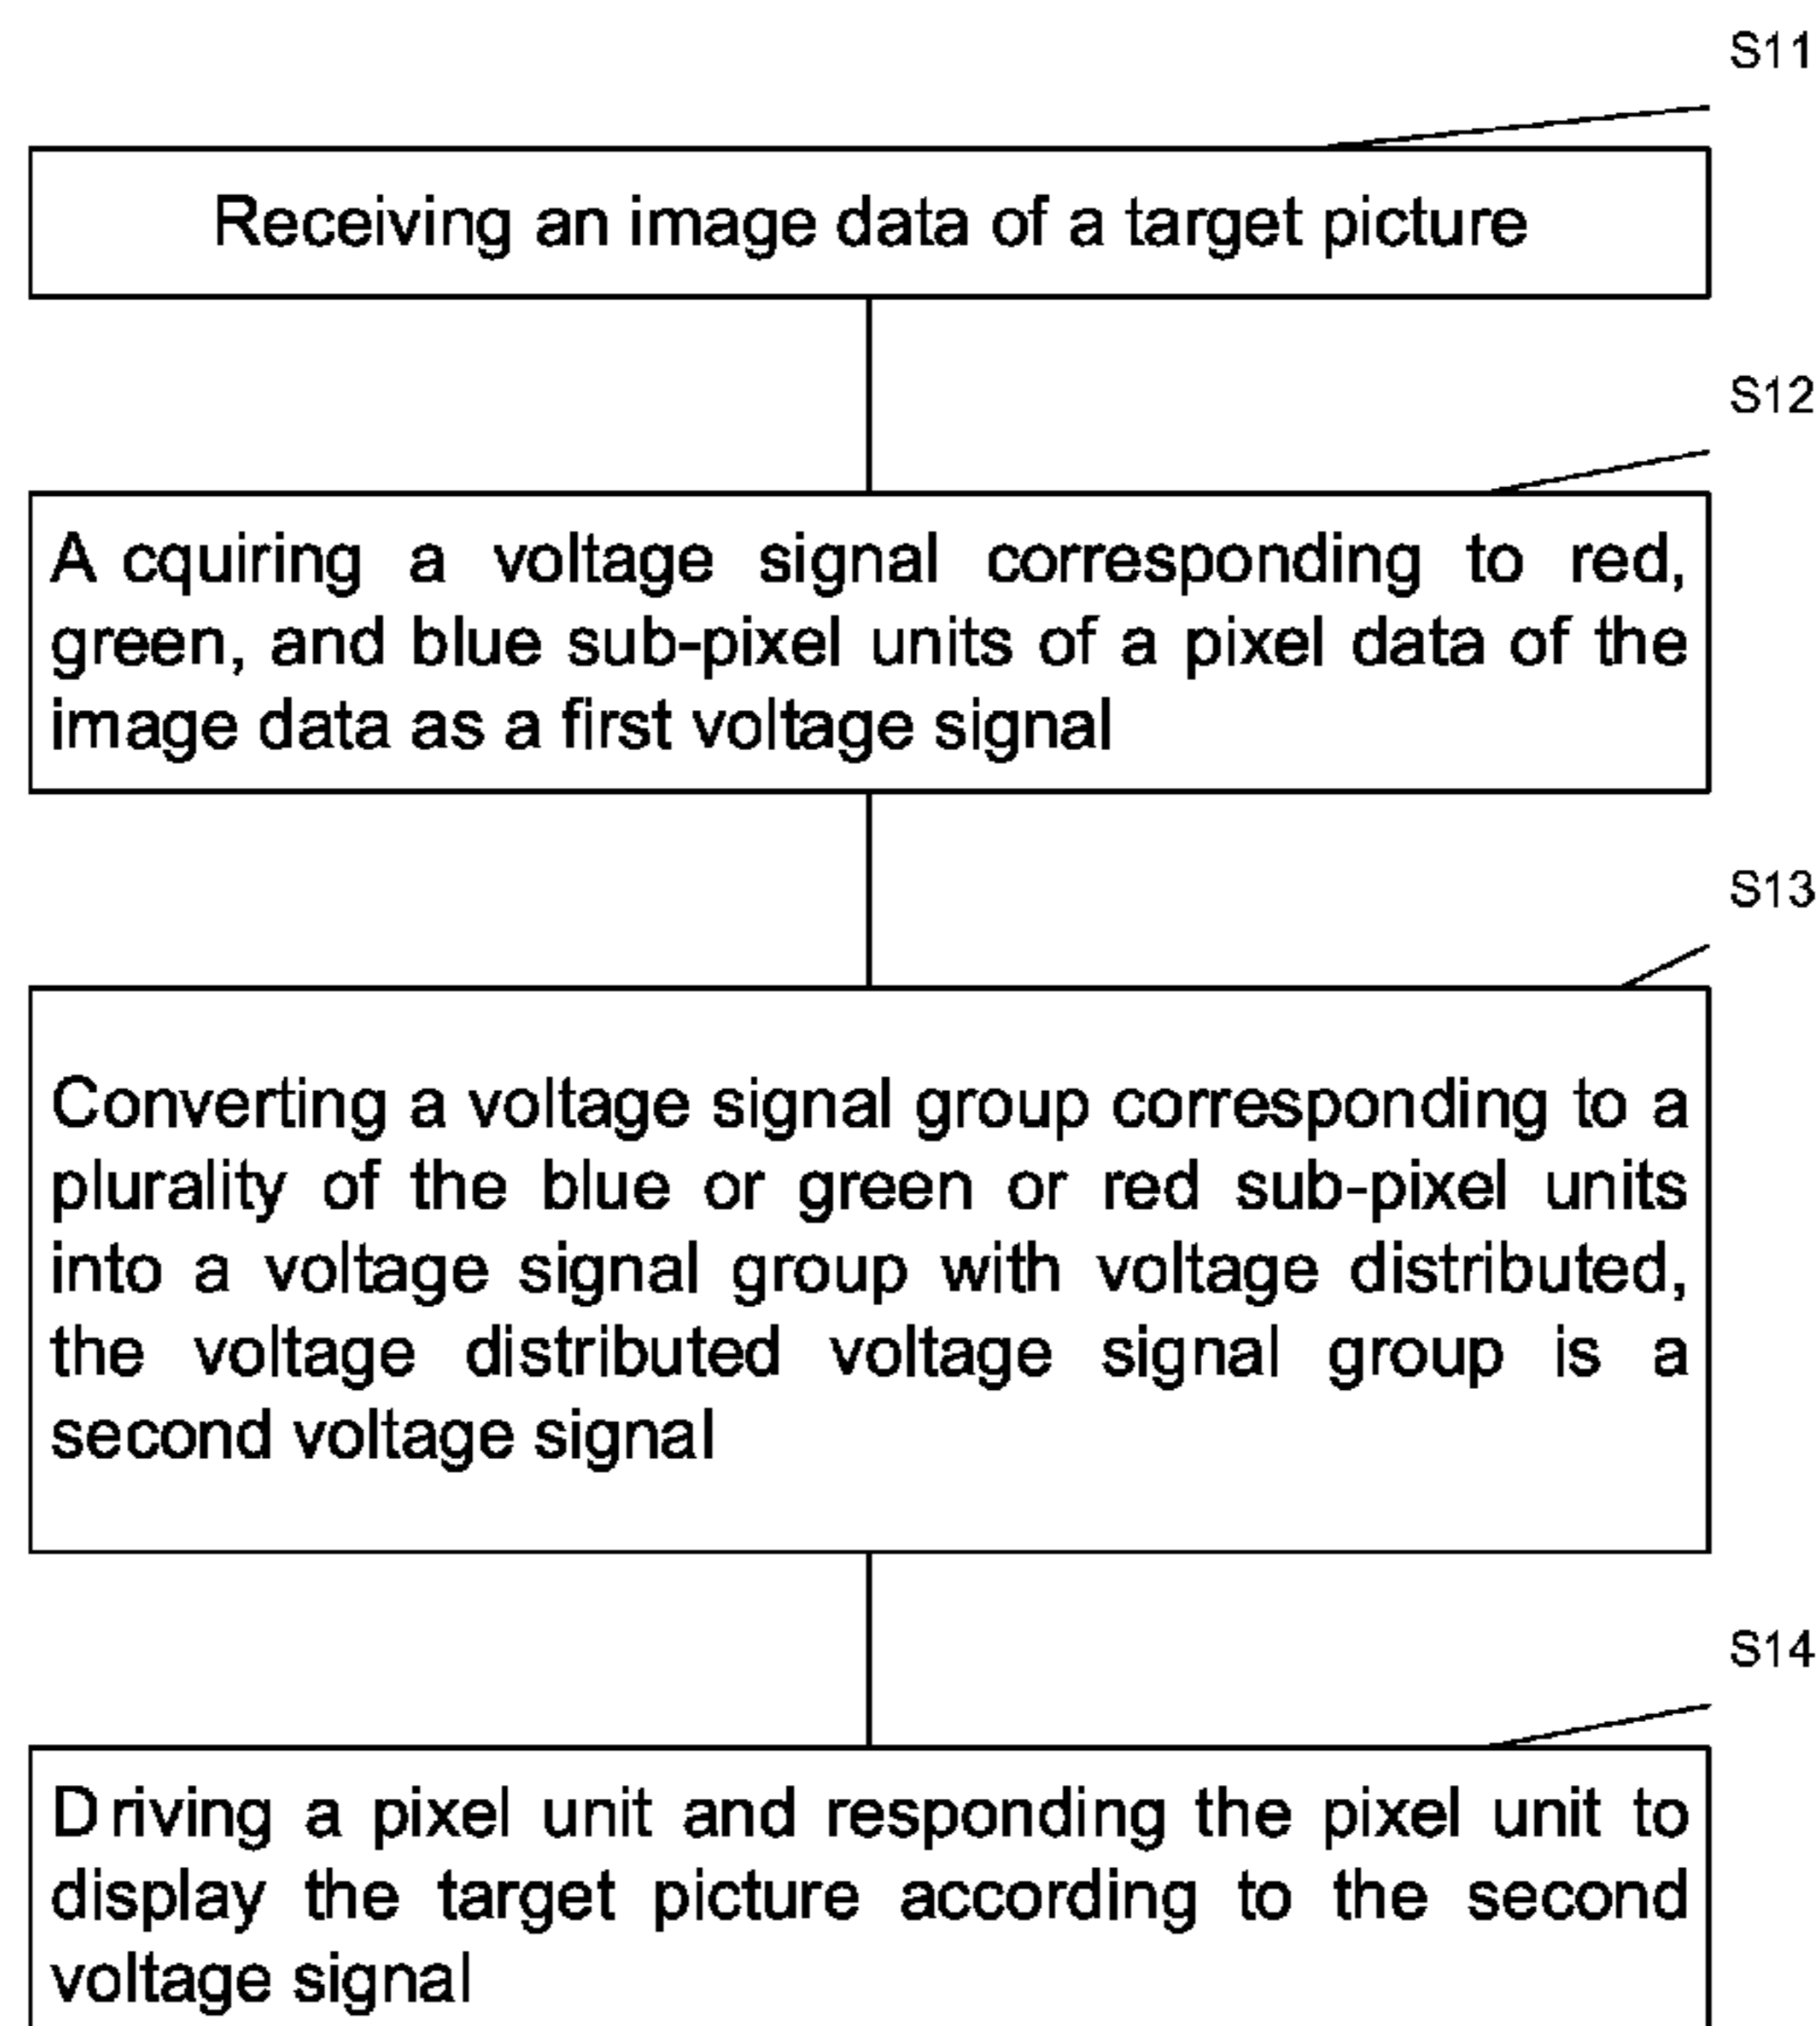 S11
Receiving an image data of a target picture
S12
A cquiring a voltage signal corresponding to red,
green, and blue sub-pixel units of a pixel data of the
image data as a first voltage signal
S13
Converting a voltage signal group corresponding to a
plurality of the blue or green or red sub-pixel units
into a voltage signal group with voltage distributed,
the voltage distributed voltage signal group is a
second voltage signal
S14
D riving a pixel unit and responding the pixel unit to
display the target picture according to the second
voltage signal